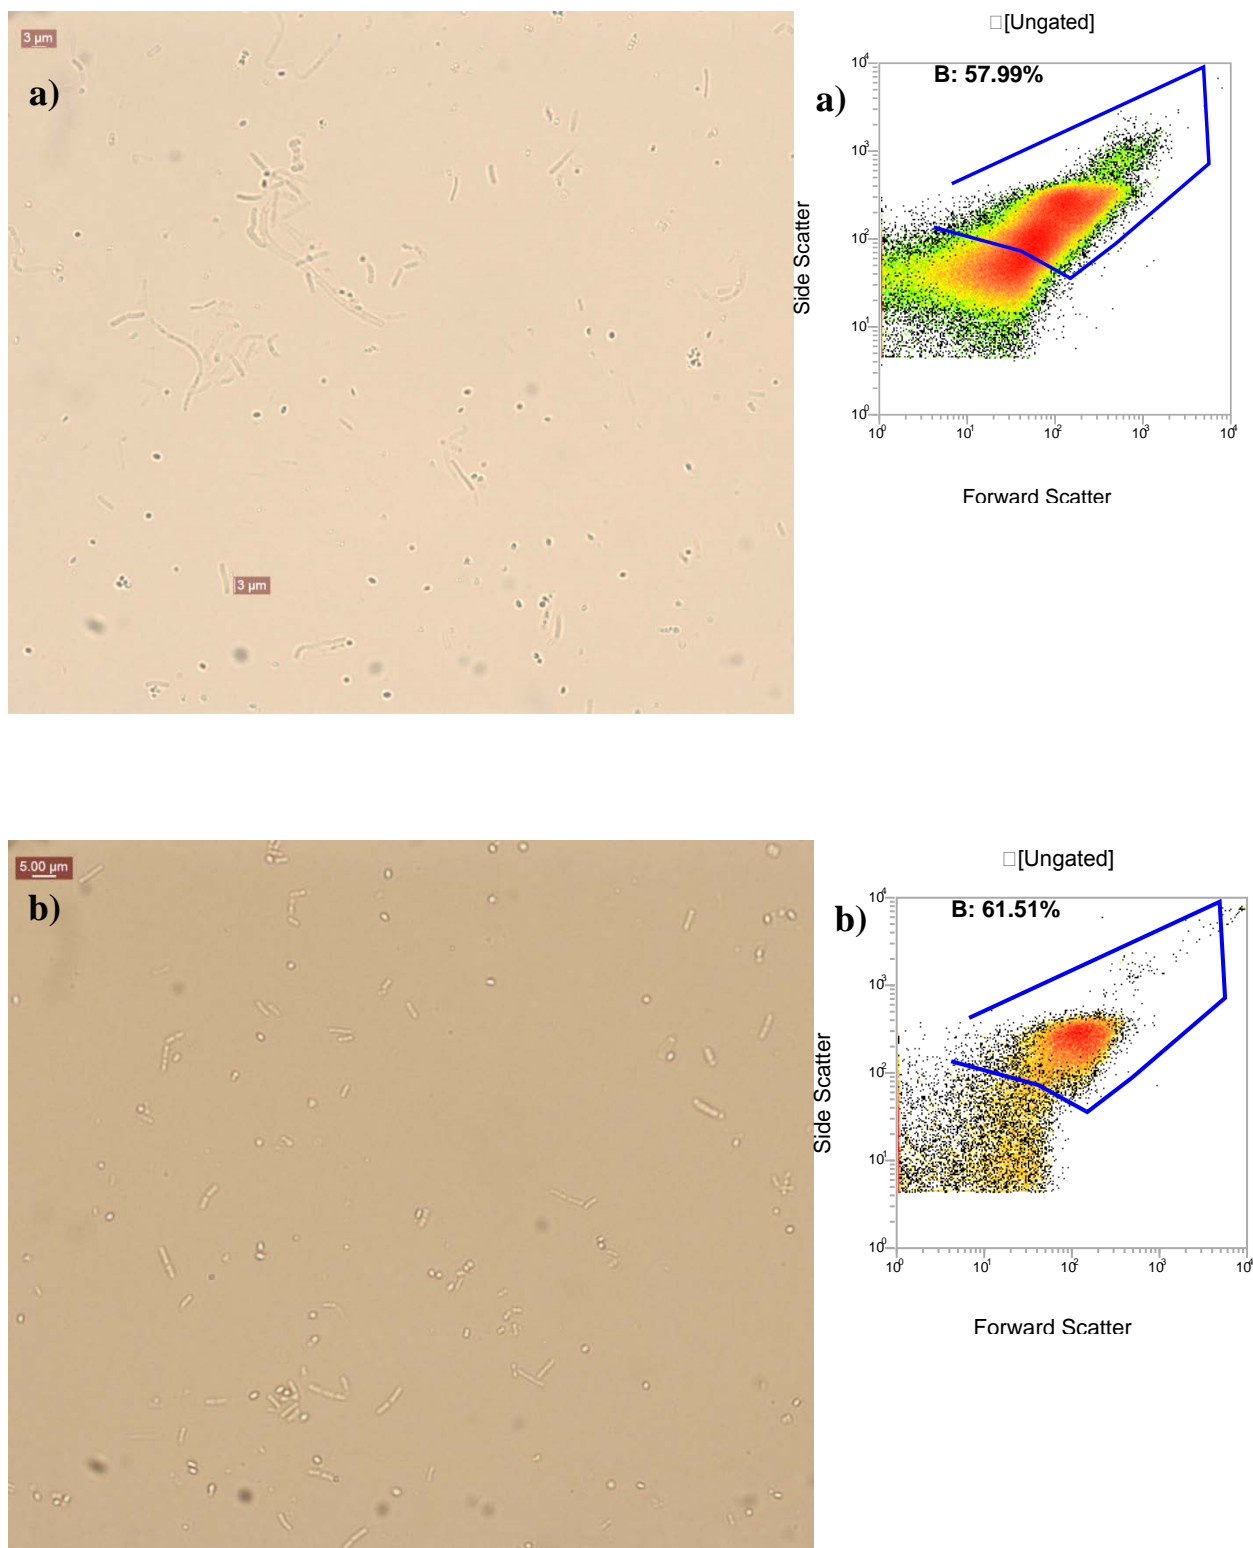 3 µm
a)
3 µm
a)
□[Ungated]
B: 57.99%
10⁴
10³
10²
10¹
10⁰
10⁰ 10¹ 10² 10³ 10⁴
Side Scatter
Forward Scatter
5.00 µm
b)
b)
□[Ungated]
B: 61.51%
10⁴
10³
10²
10¹
10⁰
10⁰ 10¹ 10² 10³ 10⁴
Side Scatter
Forward Scatter